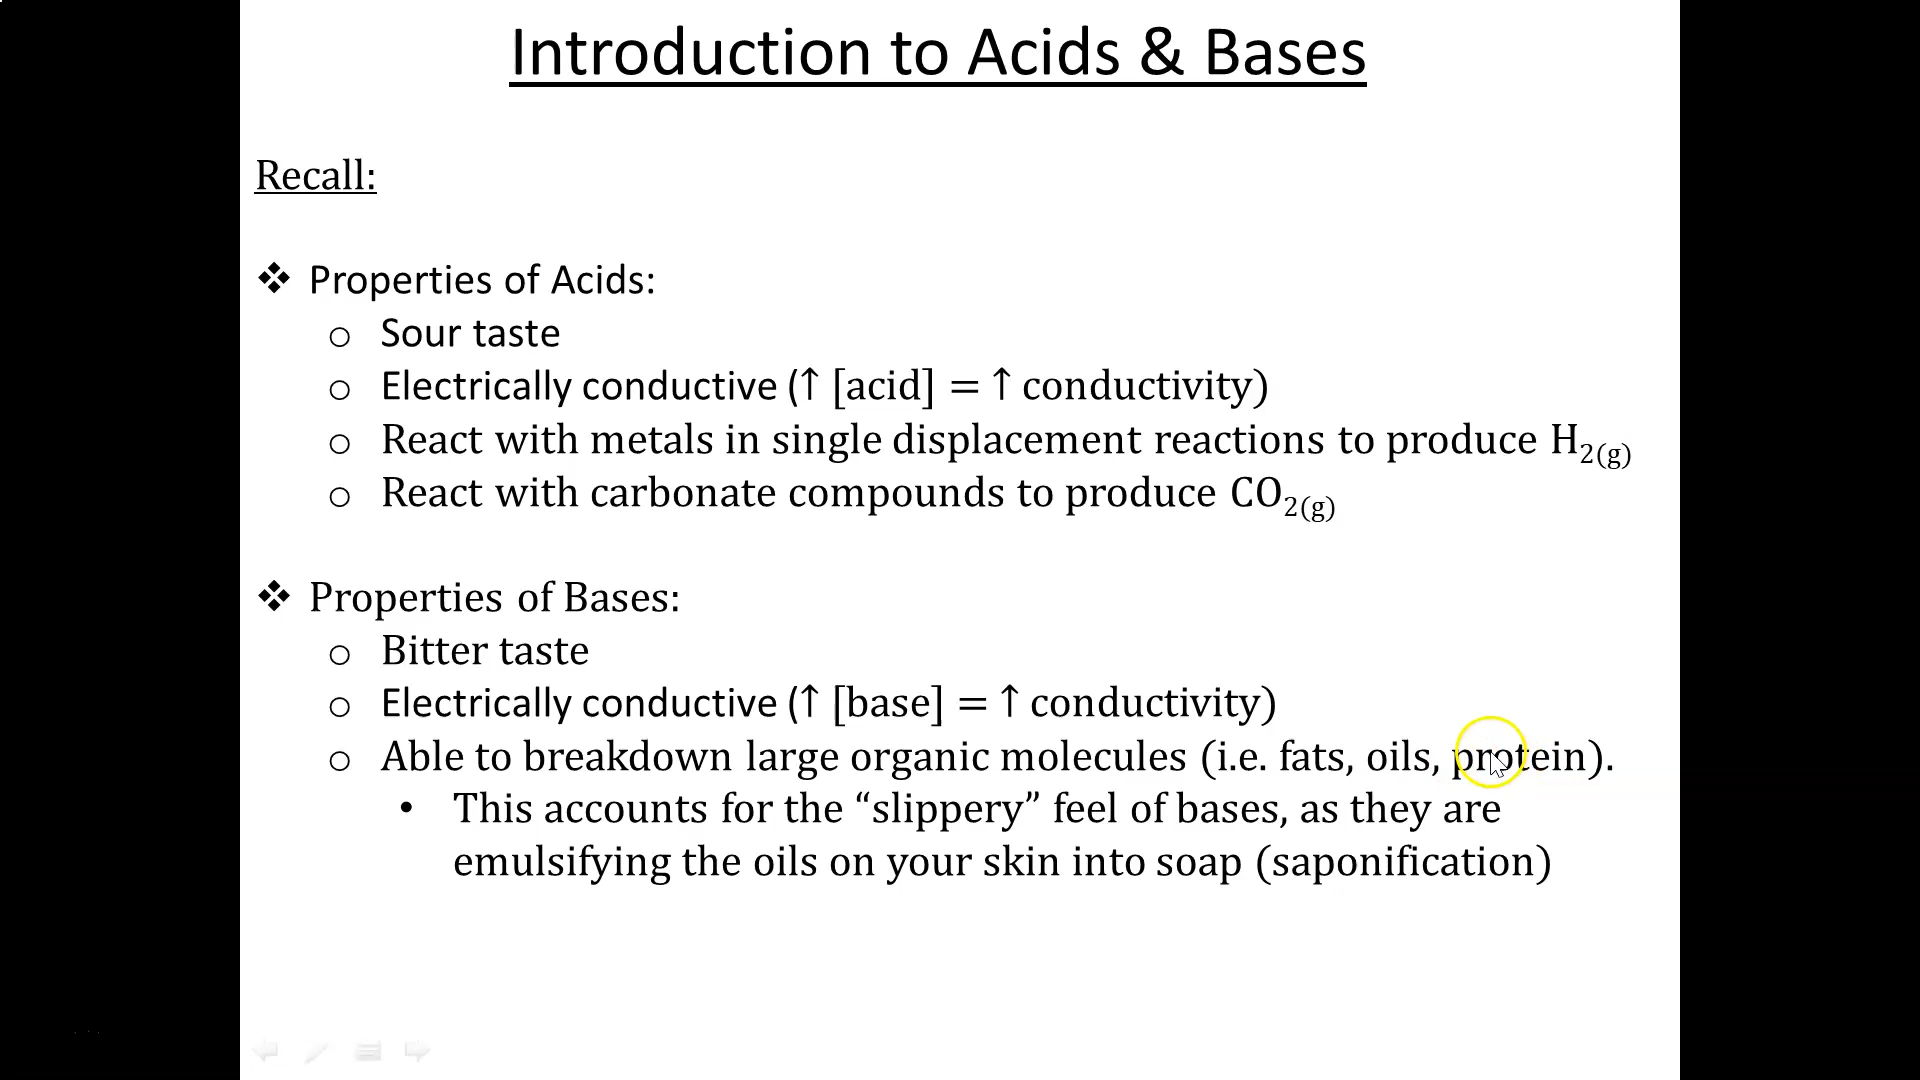 Introduction to Acids & Bases
Recall:
❖ Properties of Acids:
o Sour taste
o Electrically conductive (↑ [acid] = ↑ conductivity)
o React with metals in single displacement reactions to produce H₂₍g₎
o React with carbonate compounds to produce CO₂₍g₎
❖ Properties of Bases:
o Bitter taste
o Electrically conductive (↑ [base] = ↑ conductivity)
o Able to breakdown large organic molecules (i.e. fats, oils, protein).
• This accounts for the “slippery” feel of bases, as they are
emulsifying the oils on your skin into soap (saponification)